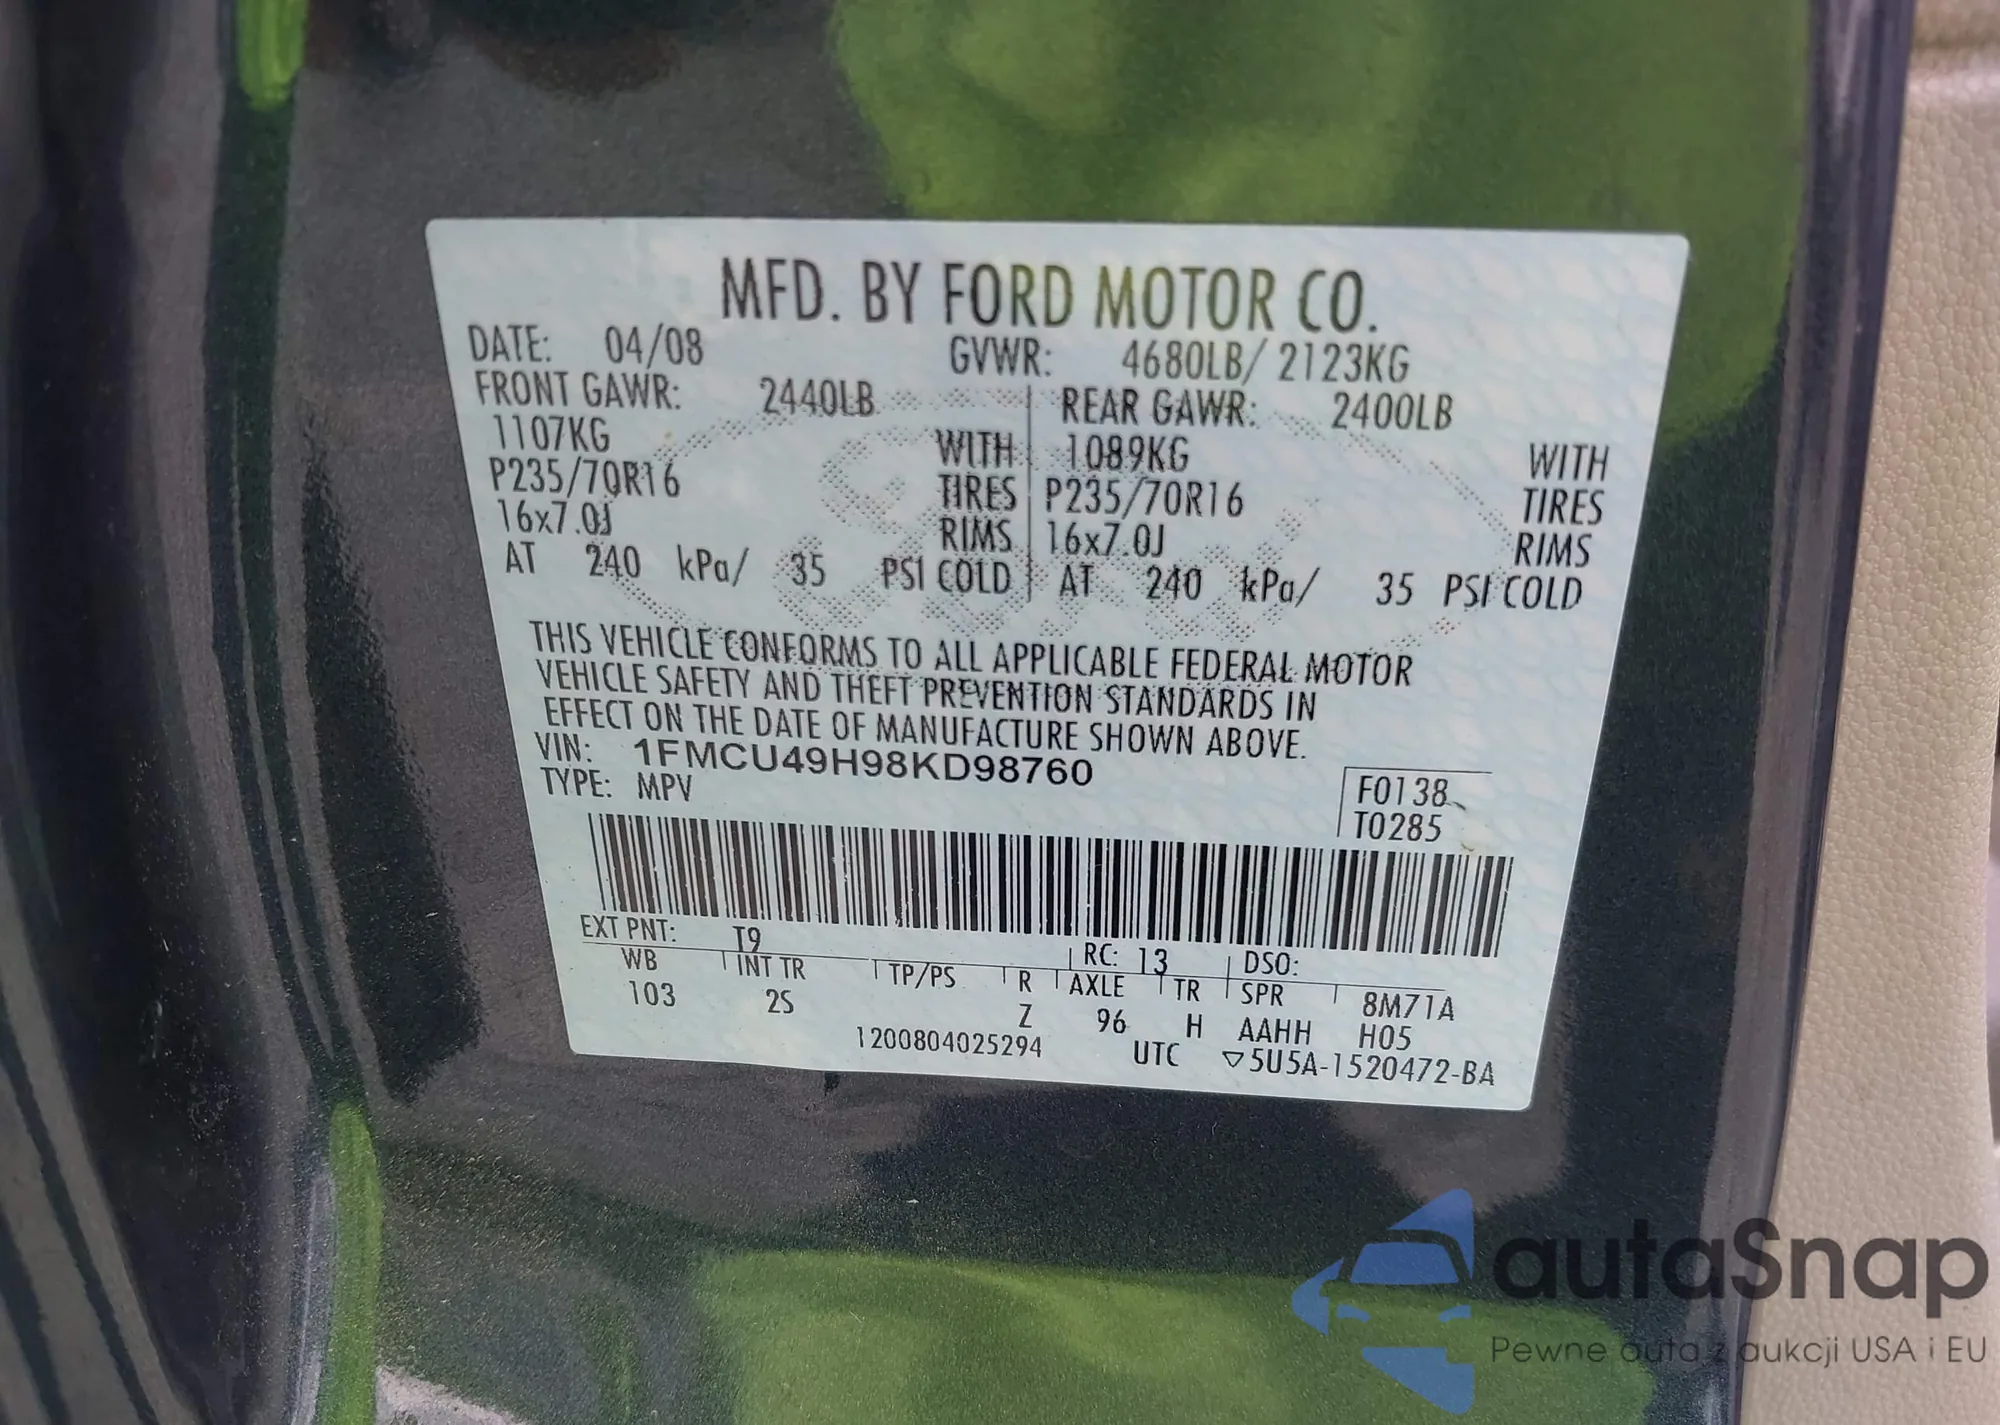 MFD. BY FORD MOTOR CO.
DATE: 04/08 GVWR: 4680LB/ 2123KG
FRONT GAWR: 2440LB REAR GAWR: 2400LB
1107KG WITH 1089KG WITH
P235/70R16 TIRES P235/70R16 TIRES
16x7.0J RIMS 16x7.0J RIMS
AT 240 kPa/ 35 PSI COLD AT 240 kPa/ 35 PSI COLD
THIS VEHICLE CONFORMS TO ALL APPLICABLE FEDERAL MOTOR
VEHICLE SAFETY AND THEFT PREVENTION STANDARDS IN
EFFECT ON THE DATE OF MANUFACTURE SHOWN ABOVE.
VIN: 1FMCU49H98KD98760
TYPE: MPV F0138
T0285
EXT PNT: T9 RC: 13 DSO:
WB INT TR TP/PS R AXLE TR SPR 8M71A
103 2S Z 96 H AAHH H05
1200804025294 UTC ▽5U5A-1520472-BA
autaSnap
Pewne auta z aukcji USA i EU